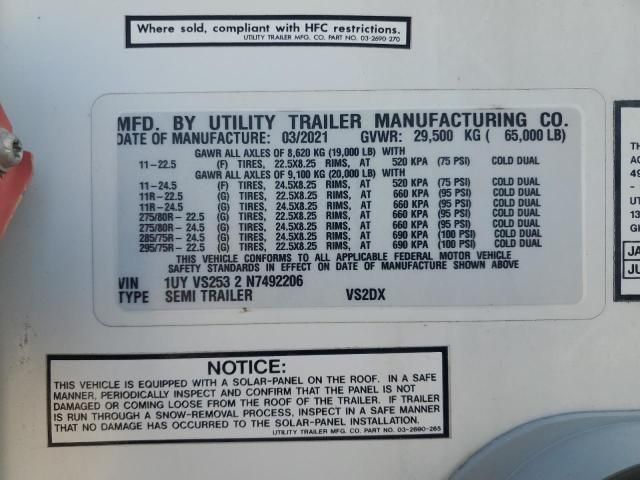 Where sold, compliant with HFC restrictions.
UTILITY TRAILER MFG. CO. PART NO. 03-2690-270
MFD. BY UTILITY TRAILER MANUFACTURING CO.
DATE OF MANUFACTURE: 03/2021 GVWR: 29,500 KG ( 65,000 LB)
GAWR ALL AXLES OF 8,620 KG (19,000 LB) WITH
11-22.5 (F) TIRES, 22.5X8.25 RIMS, AT 520 KPA (75 PSI) COLD DUAL
GAWR ALL AXLES OF 9,100 KG (20,000 LB) WITH
11-24.5 (F) TIRES, 24.5X8.25 RIMS, AT 520 KPA (75 PSI) COLD DUAL
11R-22.5 (G) TIRES, 22.5X8.25 RIMS, AT 660 KPA (95 PSI) COLD DUAL
11R-24.5 (G) TIRES, 24.5X8.25 RIMS, AT 660 KPA (95 PSI) COLD DUAL
275/80R-22.5 (G) TIRES, 22.5X8.25 RIMS, AT 660 KPA (95 PSI) COLD DUAL
275/80R-24.5 (G) TIRES, 24.5X8.25 RIMS, AT 660 KPA (95 PSI) COLD DUAL
285/75R-24.5 (G) TIRES, 24.5X8.25 RIMS, AT 690 KPA (100 PSI) COLD DUAL
295/75R-22.5 (G) TIRES, 22.5X8.25 RIMS, AT 690 KPA (100 PSI) COLD DUAL
THIS VEHICLE CONFORMS TO ALL APPLICABLE FEDERAL MOTOR VEHICLE
SAFETY STANDARDS IN EFFECT ON DATE OF MANUFACTURE SHOWN ABOVE
VIN 1UY VS253 2 N7492206
TYPE SEMI TRAILER VS2DX
NOTICE:
THIS VEHICLE IS EQUIPPED WITH A SOLAR-PANEL ON THE ROOF. IN A SAFE
MANNER, PERIODICALLY INSPECT AND CONFIRM THAT THE PANEL IS NOT
DAMAGED OR COMING LOOSE FROM THE ROOF OF THE TRAILER. IF TRAILER
IS RUN THROUGH A SNOW-REMOVAL PROCESS, INSPECT IN A SAFE MANNER
THAT NO DAMAGE HAS OCCURRED TO THE SOLAR-PANEL INSTALLATION.
UTILITY TRAILER MFG. CO. PART NO. 03-2690-265